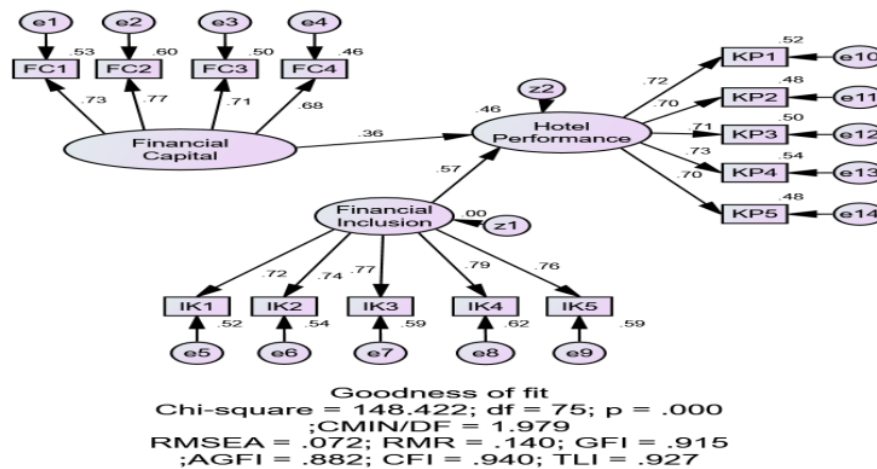 e1 e2 e3 e4
.53 .60 .50 .46 .52
FC1 FC2 FC3 FC4 KP1 e10
z2 .72 .48
.73 .77 .71 .68 .46 .70 KP2 e11
Financial Capital .36 Hotel Performance .71 .50 KP3 e12
.73 .54 KP4 e13
.57 .70 .48
Financial Inclusion .00 z1 KP5 e14
.72 .74 .77 .79 .76
IK1 IK2 IK3 IK4 IK5
.52 .54 .59 .62 .59
e5 e6 e7 e8 e9
Goodness of fit
Chi-square = 148.422; df = 75; p = .000
;CMIN/DF = 1.979
RMSEA = .072; RMR = .140; GFI = .915
;AGFI = .882; CFI = .940; TLI = .927